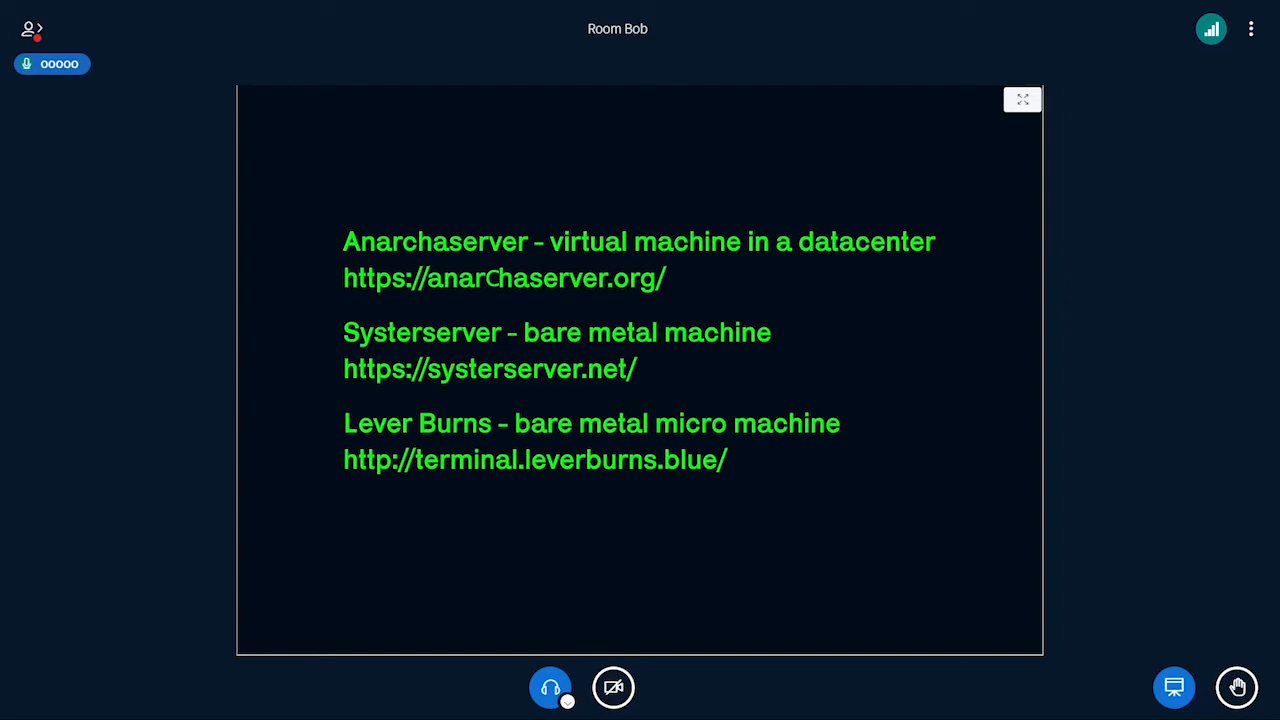 Room Bob
ooooo
Anarchaserver - virtual machine in a datacenter
https://anarChaserver.org/
Systerserver - bare metal machine
https://systerserver.net/
Lever Burns - bare metal micro machine
http://terminal.leverburns.blue/